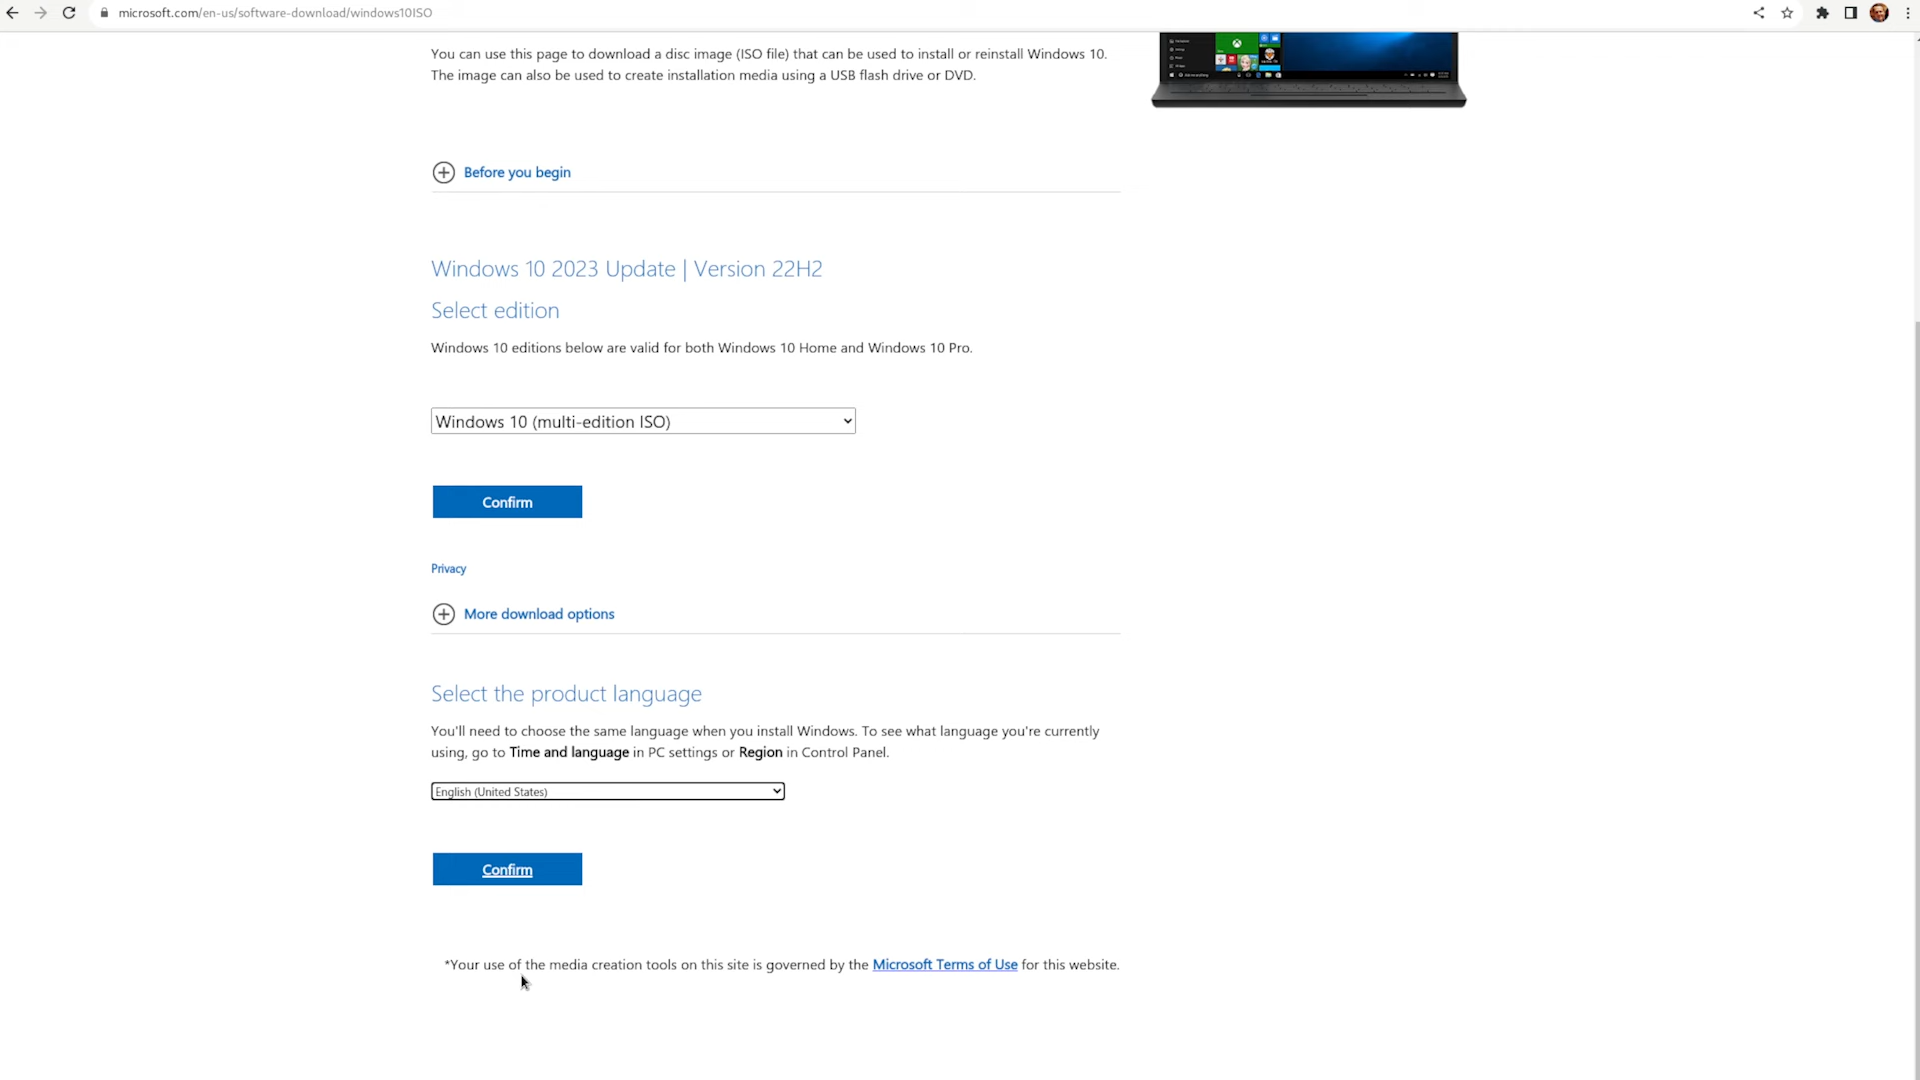 microsoft.com/en-us/software-download/windows10ISO
You can use this page to download a disc image (ISO file) that can be used to install or reinstall Windows 10.
The image can also be used to create installation media using a USB flash drive or DVD.
Before you begin
Windows 10 2023 Update | Version 22H2
Select edition
Windows 10 editions below are valid for both Windows 10 Home and Windows 10 Pro.
Windows 10 (multi-edition ISO)
Confirm
Privacy
More download options
Select the product language
You'll need to choose the same language when you install Windows. To see what language you're currently
using, go to Time and language in PC settings or Region in Control Panel.
English (United States)
Confirm
*Your use of the media creation tools on this site is governed by the Microsoft Terms of Use for this website.